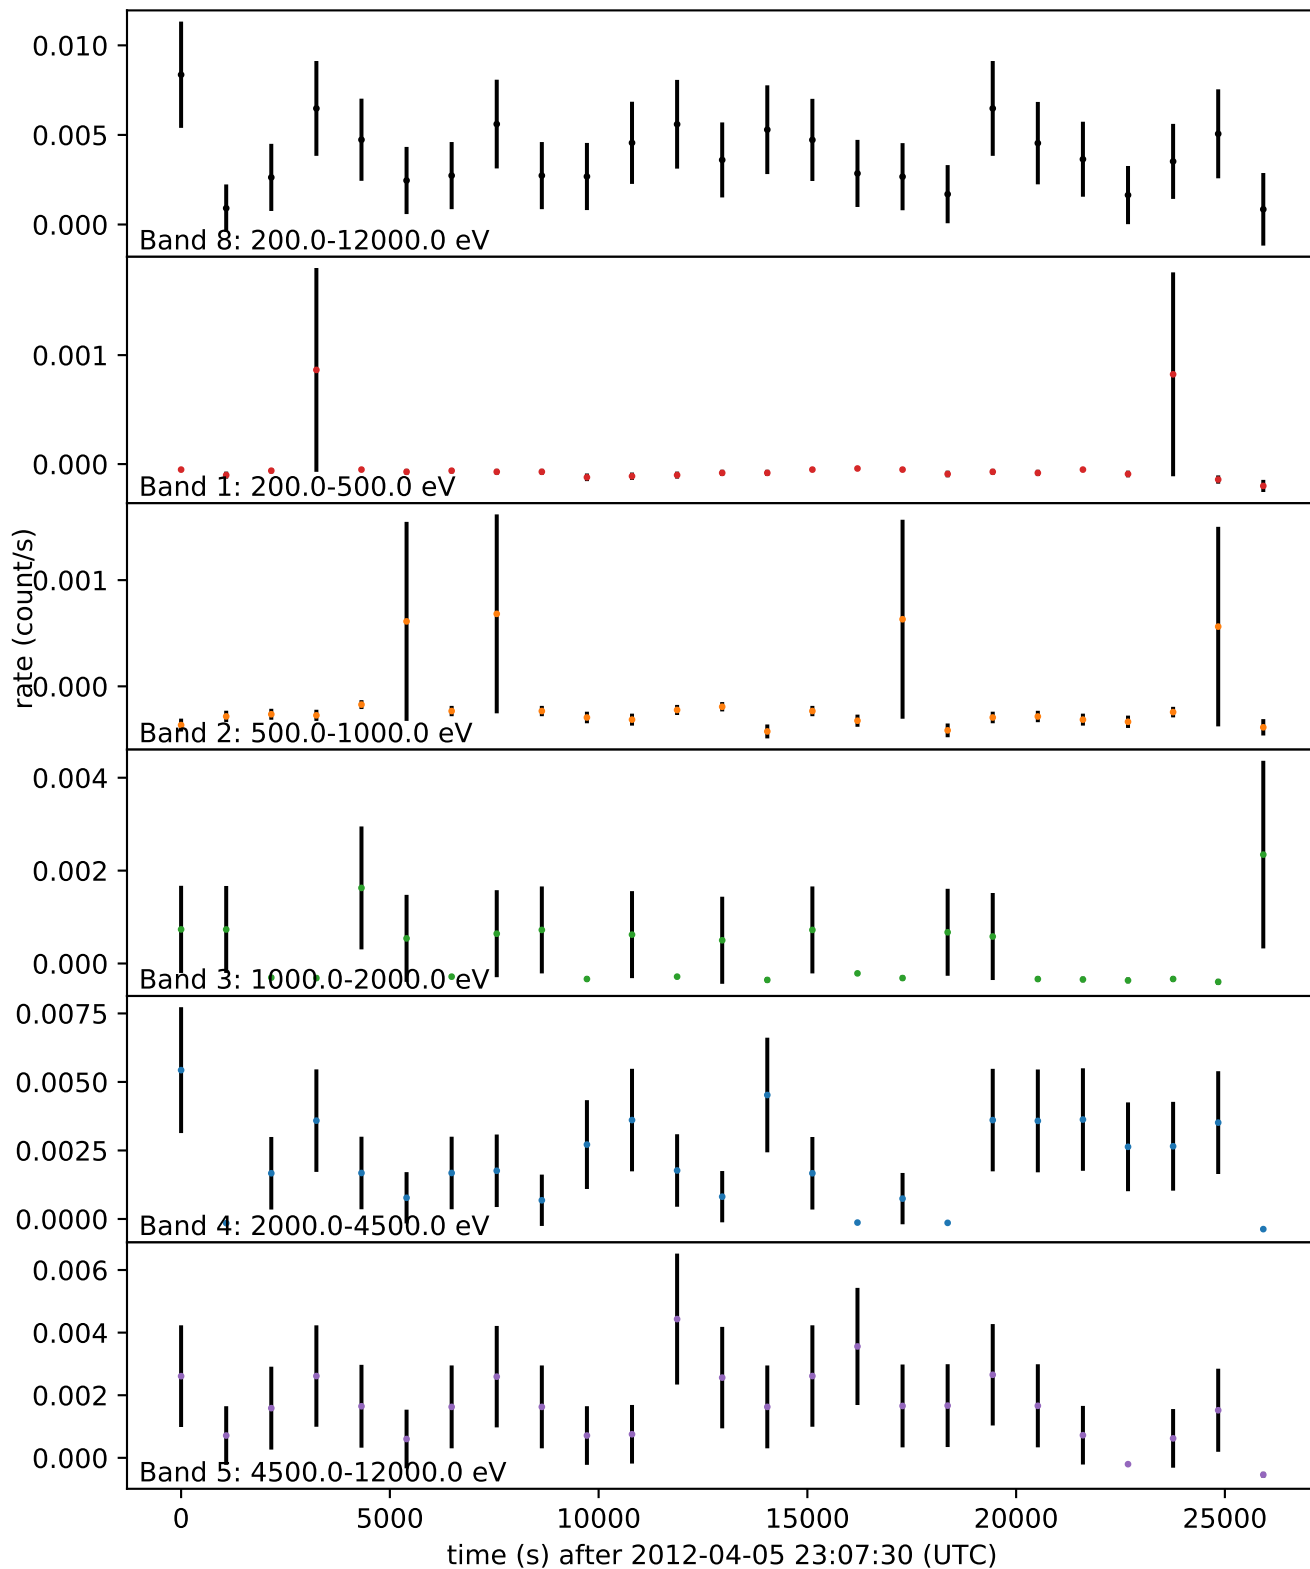 0.010
0.005
0.000
Band 8: 200.0-12000.0 eV
0.001
0.000
Band 1: 200.0-500.0 eV
rate (count/s)
0.001
0.000
Band 2: 500.0-1000.0 eV
0.004
0.002
0.000
Band 3: 1000.0-2000.0 eV
0.0075
0.0050
0.0025
0.0000
Band 4: 2000.0-4500.0 eV
0.006
0.004
0.002
0.000
Band 5: 4500.0-12000.0 eV
0 5000 10000 15000 20000 25000
time (s) after 2012-04-05 23:07:30 (UTC)